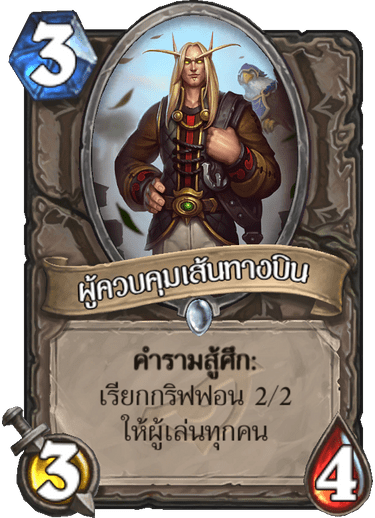 3
ผู้ควบคุมเส้นทางบิน
คำรามสู้ศึก:
เรียกกริฟฟอน 2/2
ให้ผู้เล่นทุกคน
3
4